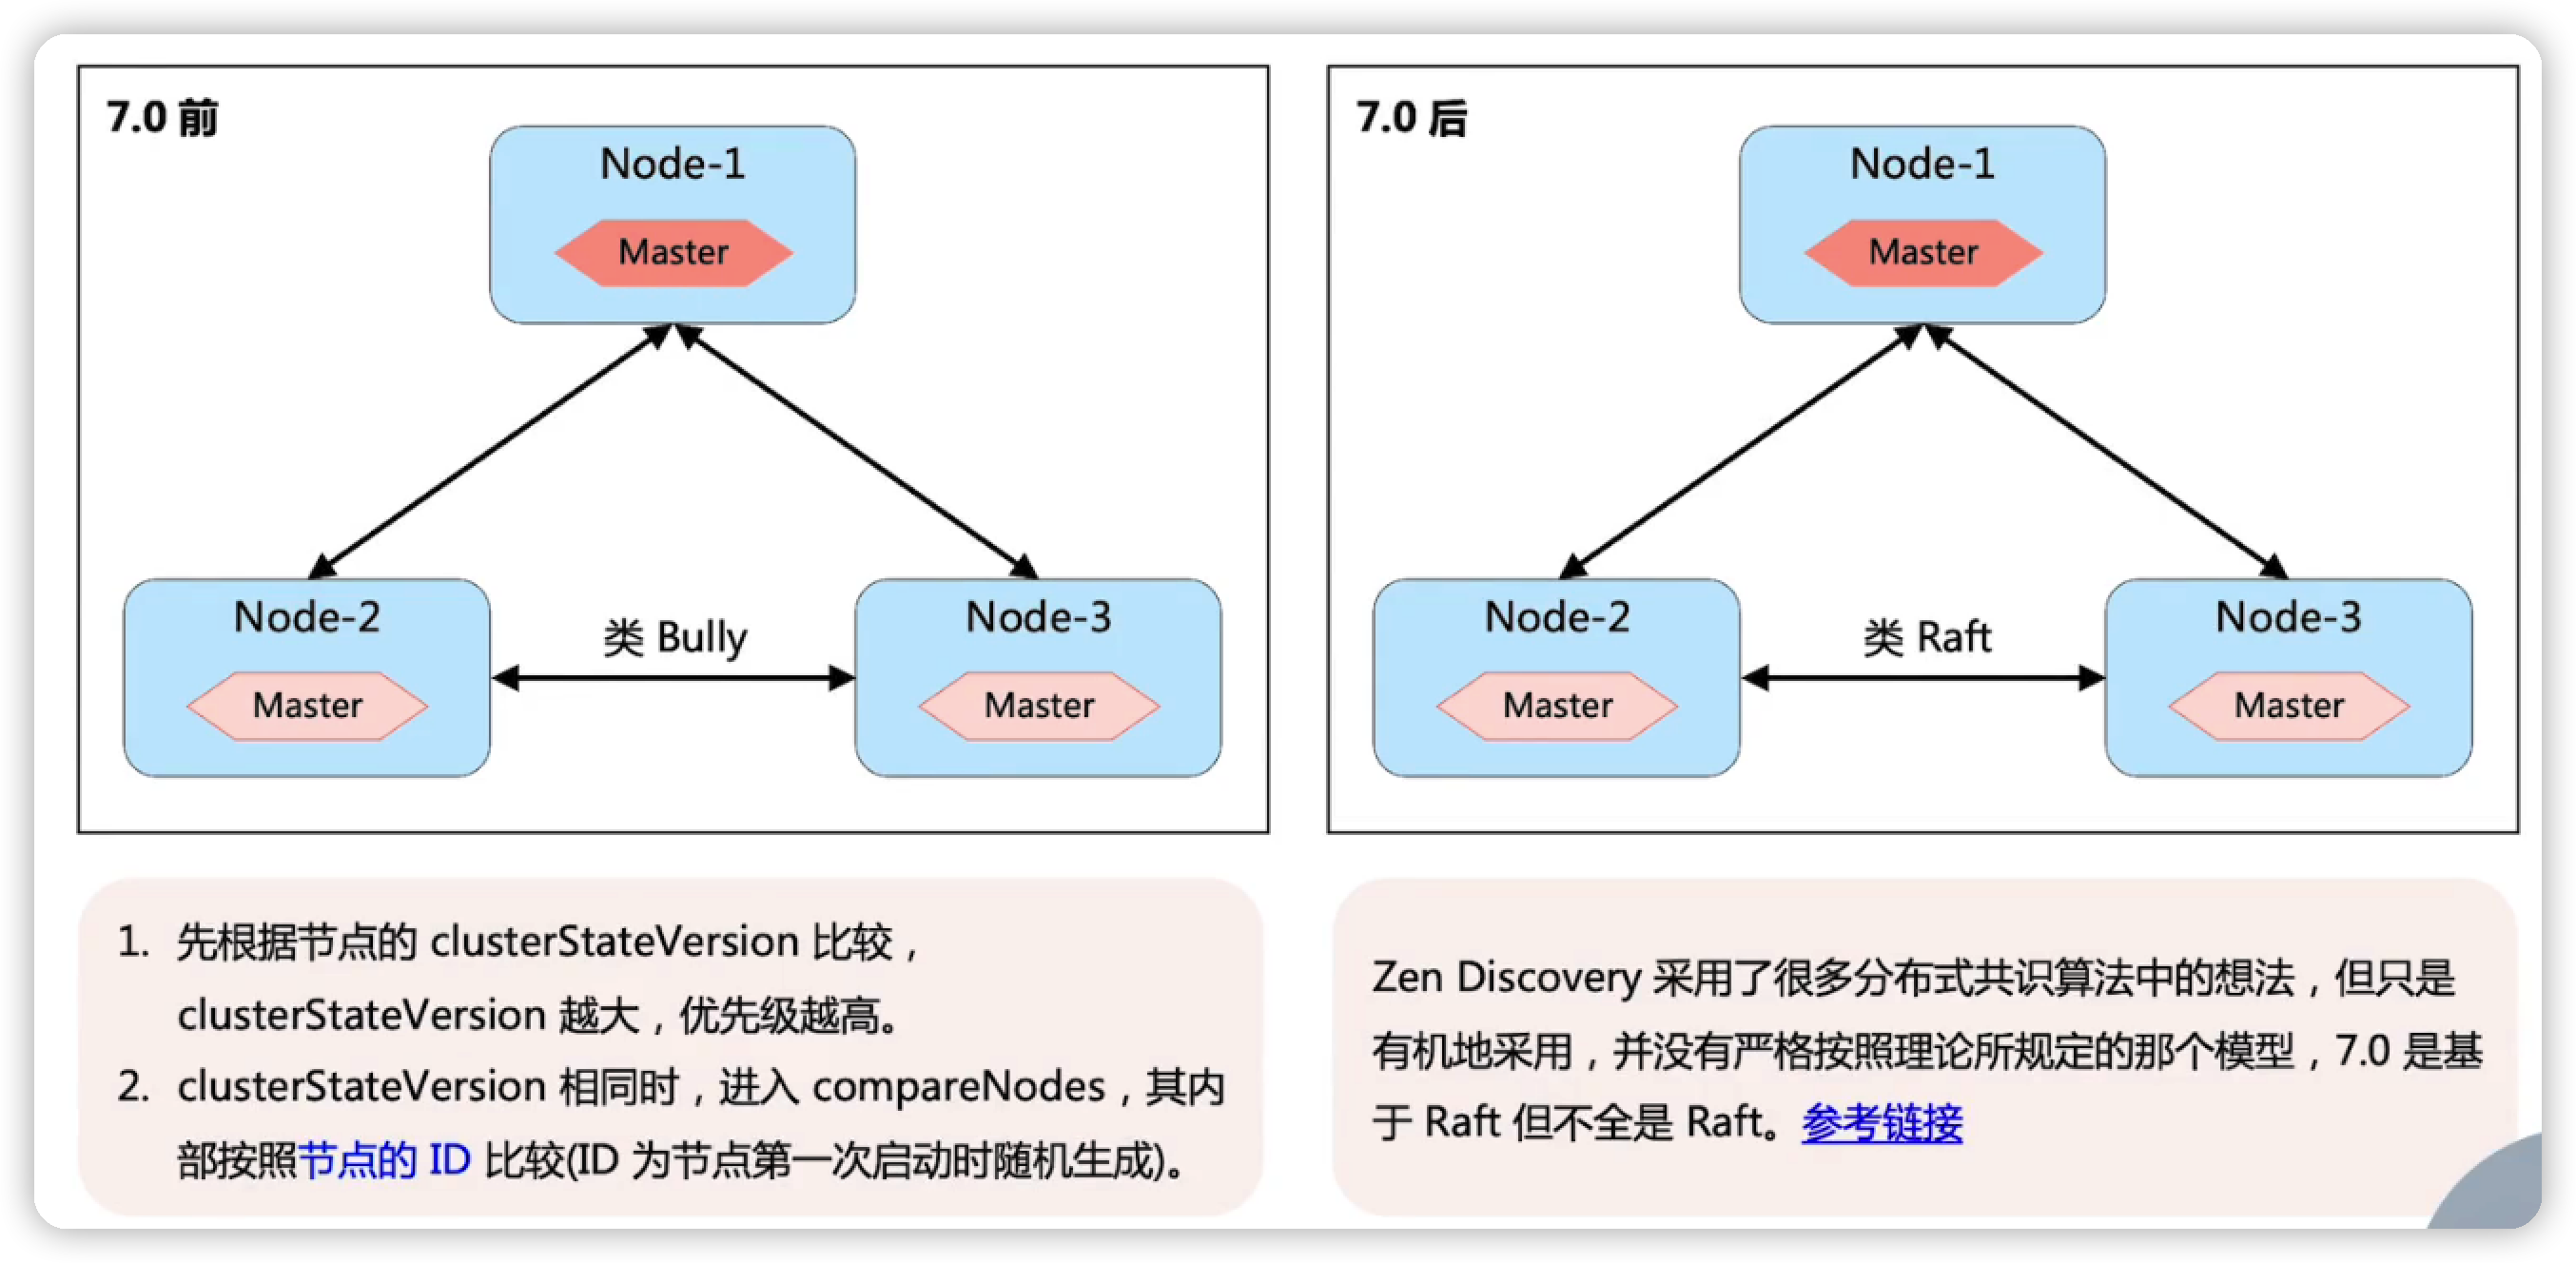 7.0 前
Node-1
Master
Node-2
Master
类 Bully
Node-3
Master
7.0 后
Node-1
Master
Node-2
Master
类 Raft
Node-3
Master
1. 先根据节点的 clusterStateVersion 比较，
clusterStateVersion 越大，优先级越高。
2. clusterStateVersion 相同时，进入 compareNodes，其内
部按照节点的 ID 比较(ID 为节点第一次启动时随机生成)。
Zen Discovery 采用了很多分布式共识算法中的想法，但只是
有机地采用，并没有严格按照理论所规定的那个模型，7.0 是基
于 Raft 但不全是 Raft。参考链接